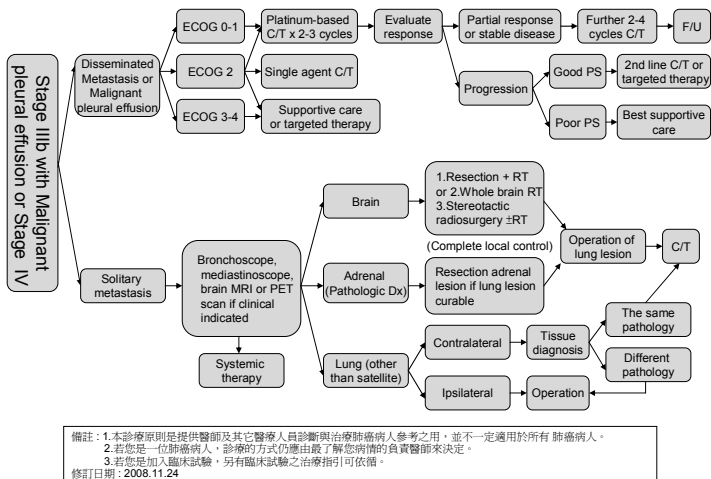 Stage IIIb with Malignant
pleural effusion or Stage IV
Disseminated
Metastasis or
Malignant
pleural effusion
ECOG 0-1
ECOG 2
ECOG 3-4
Platinum-based
C/T x 2-3 cycles
Single agent C/T
Supportive care
or targeted therapy
Evaluate
response
Partial response
or stable disease
Further 2-4
cycles C/T
F/U
Progression
Good PS
2nd line C/T or
targeted therapy
Poor PS
Best supportive
care
Solitary
metastasis
Bronchoscope,
mediastinoscope,
brain MRI or PET
scan if clinical
indicated
Systemic
therapy
Brain
1.Resection + RT
or 2.Whole brain RT
3.Stereotactic
radiosurgery ±RT
(Complete local control)
Adrenal
(Pathologic Dx)
Resection adrenal
lesion if lung lesion
curable
Operation of
lung lesion
C/T
Lung (other
than satellite)
Contralateral
Tissue
diagnosis
The same
pathology
Different
pathology
Ipsilateral
Operation
備註：1.本診療原則是提供醫師及其它醫療人員診斷與治療肺癌病人參考之用，並不一定適用於所有 肺癌病人。
2.若您是一位肺癌病人，診療的方式仍應由最了解您病情的負責醫師來決定。
3.若您是加入臨床試驗，另有臨床試驗之治療指引可依循。
修訂日期 : 2008.11.24